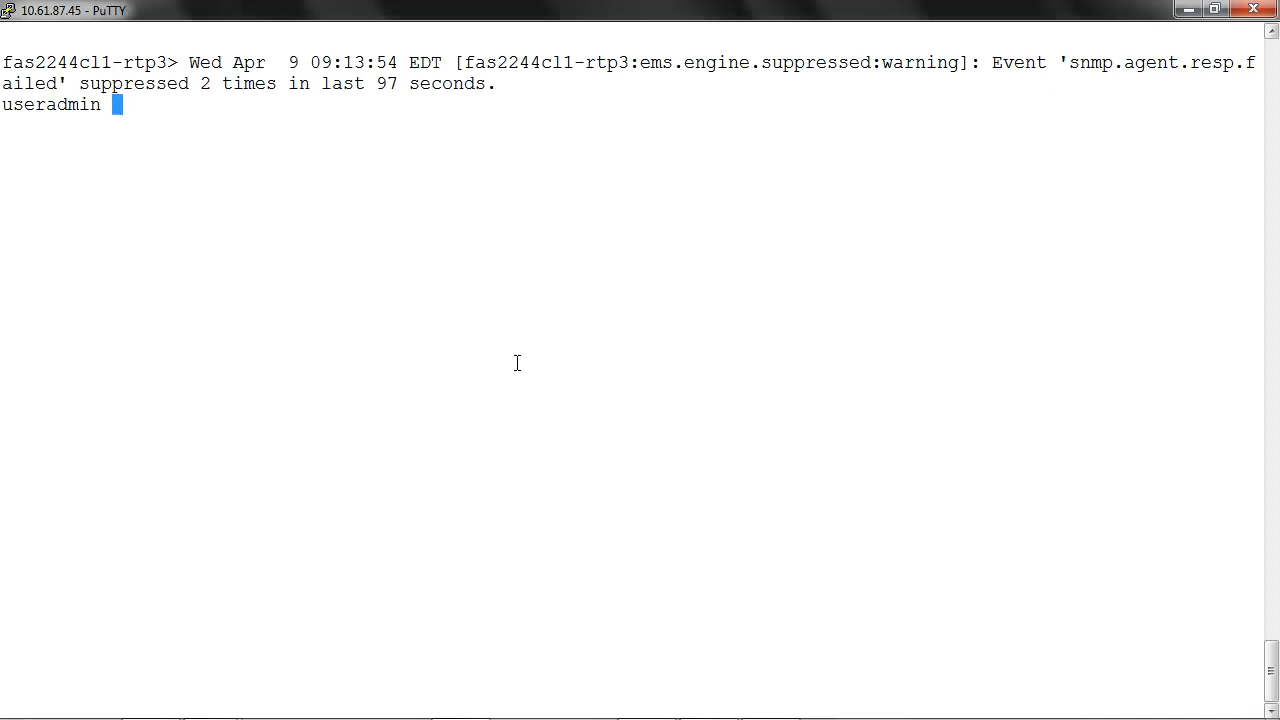 10.61.87.45 - PuTTY
fas2244cl1-rtp3> Wed Apr  9 09:13:54 EDT [fas2244cl1-rtp3:ems.engine.suppressed:warning]: Event 'snmp.agent.resp.f
ailed' suppressed 2 times in last 97 seconds.
useradmin